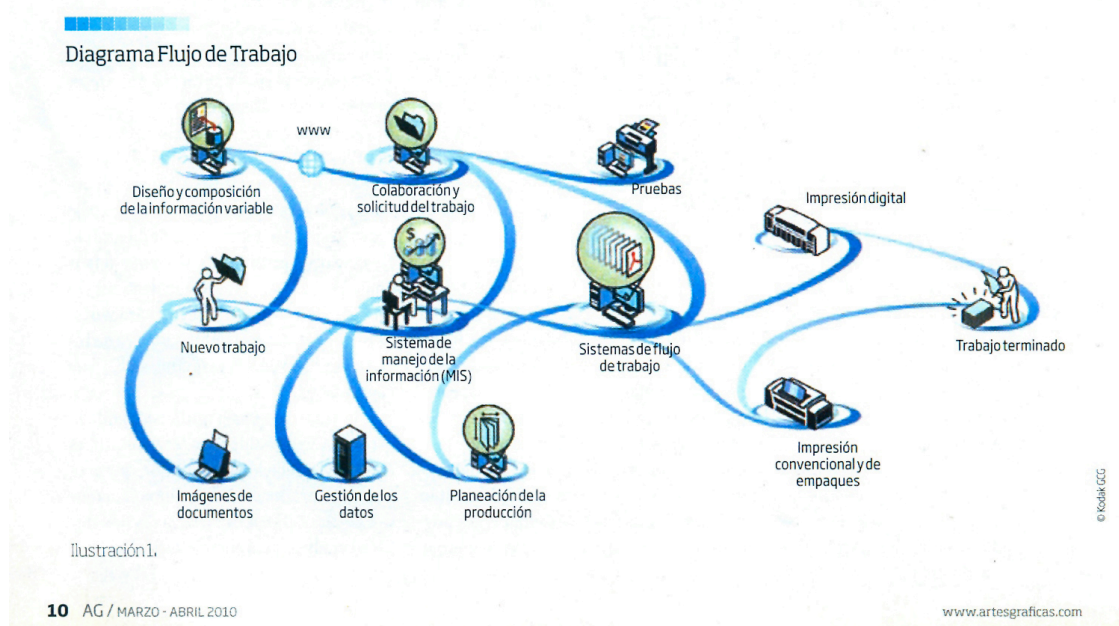 Diagrama Flujo de Trabajo
www
Diseño y composición
de la información variable
Colaboración y
solicitud del trabajo
Pruebas
Impresión digital
$
Nuevo trabajo
Sistema de
manejo de la
información (MIS)
Sistemas de flujo
de trabajo
Trabajo terminado
Imágenes de
documentos
Gestión de los
datos
Planeación de la
producción
Impresión
convencional y de
empaques
© Kodak GCG
Ilustración 1.
10 AG / MARZO - ABRIL 2010
www.artesgraficas.com